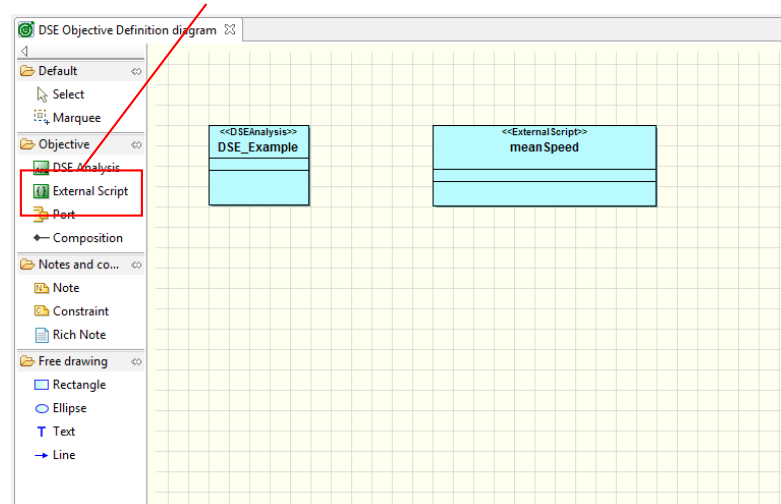 DSE Objective Definition diagram
Default
Select
Marquee
Objective
DSE Analysis
External Script
Port
Composition
Notes and co...
Note
Constraint
Rich Note
Free drawing
Rectangle
Ellipse
T Text
Line
<<DSEAnalysis>>
DSE_Example
<<ExternalScript>>
meanSpeed